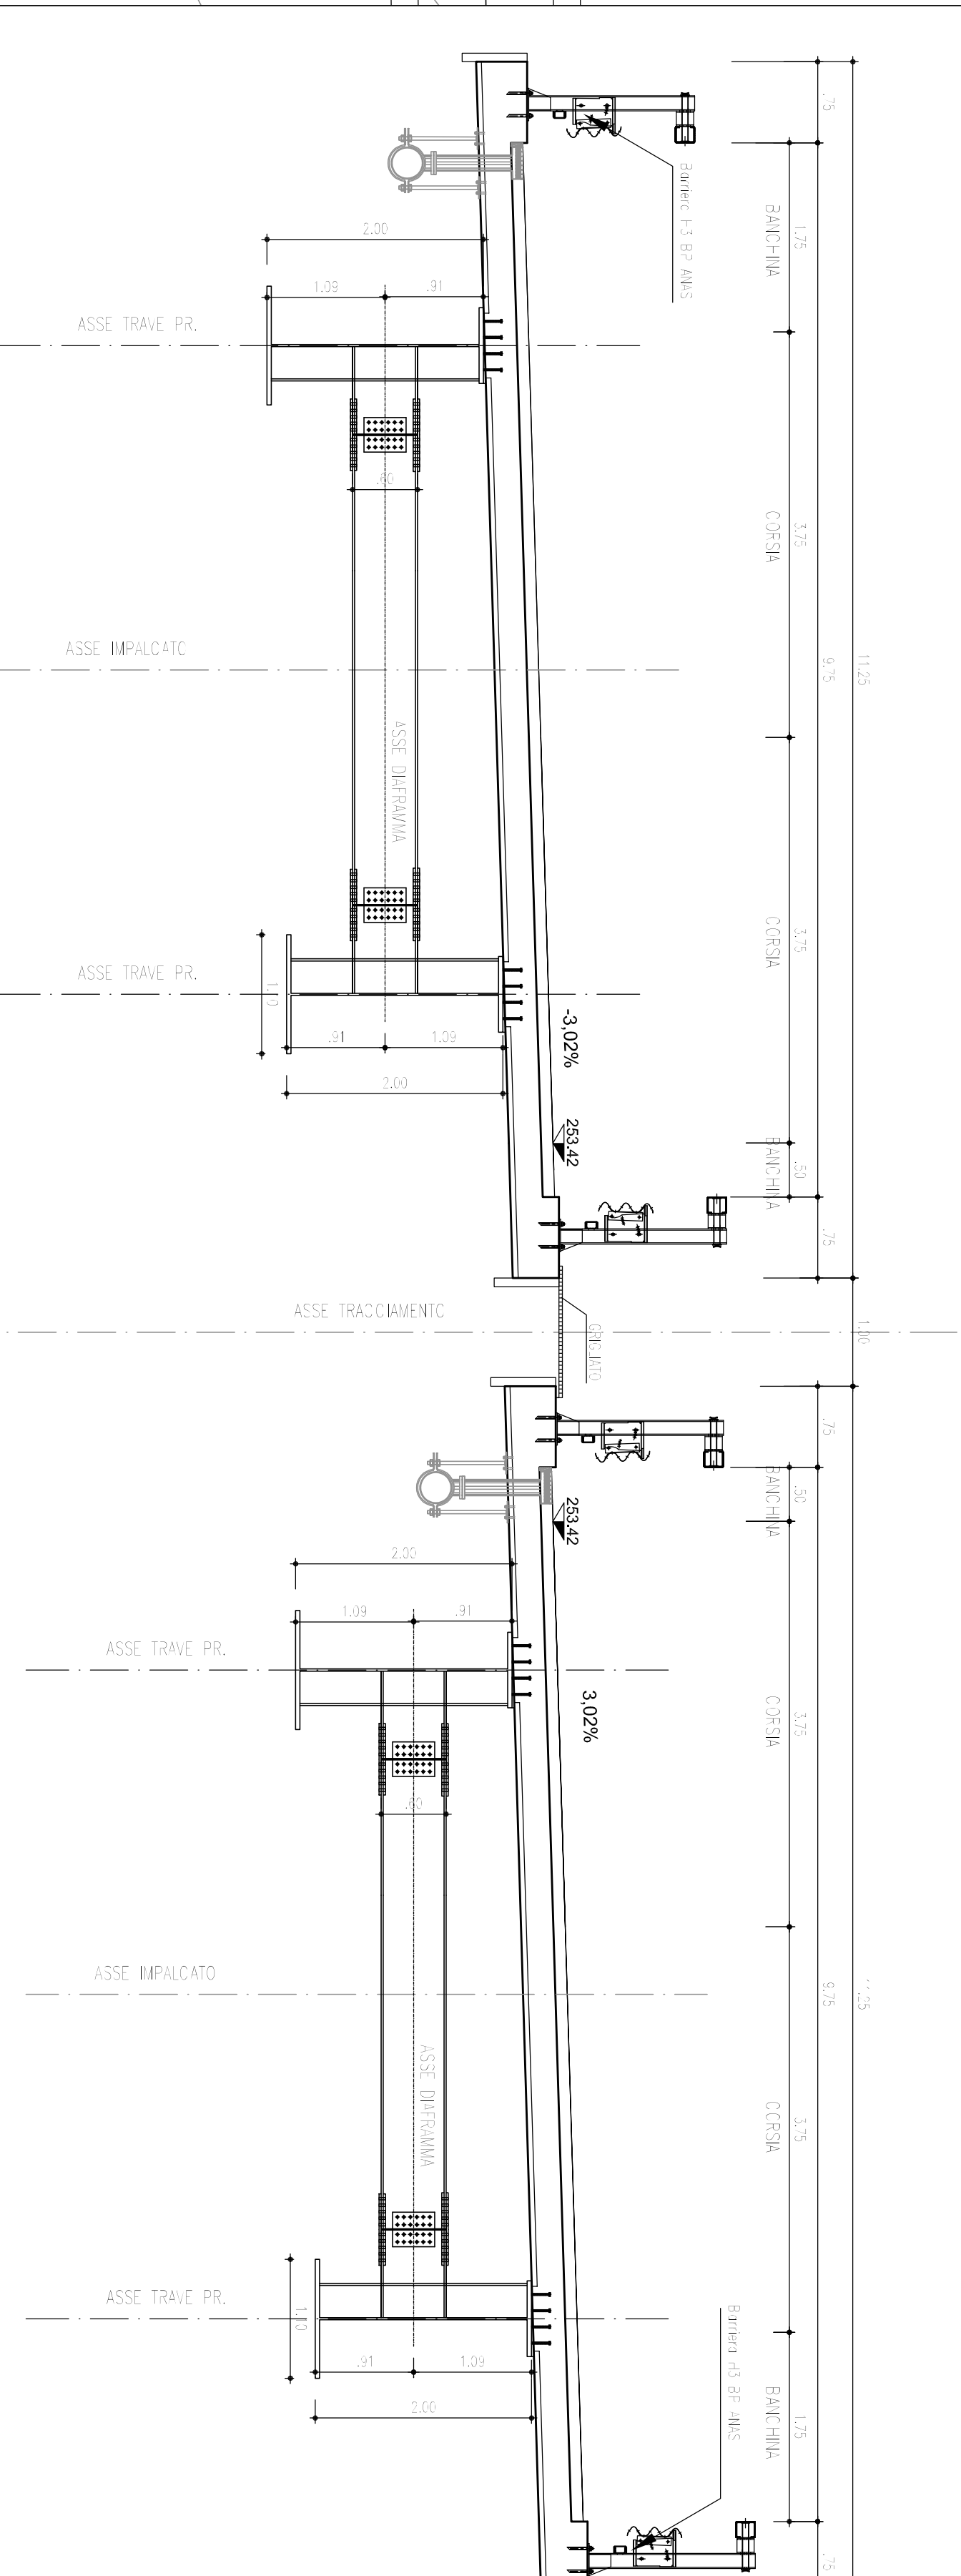 .75
1.75
3.75
3.75
.50
.75
BANCHINA
CORSIA
CORSIA
BANCHINA
9.75
11.25
1.00
Barriera H3 BP ANAS
2.00
1.09
.91
ASSE TRAVE PR.
.60
ASSE IMPALCATO
ASSE DIAFRAMMA
ASSE TRAVE PR.
1.10
.91
1.09
2.00
-3,02%
253.42
ASSE TRACCIAMENTO
GRIGLIATO
.75
.50
3.75
3.75
1.75
.75
BANCHINA
CORSIA
CORSIA
BANCHINA
9.75
11.25
253.42
3,02%
2.00
1.09
.91
ASSE TRAVE PR.
.60
ASSE IMPALCATO
ASSE DIAFRAMMA
ASSE TRAVE PR.
1.10
.91
1.09
2.00
Barriera H3 BP ANAS